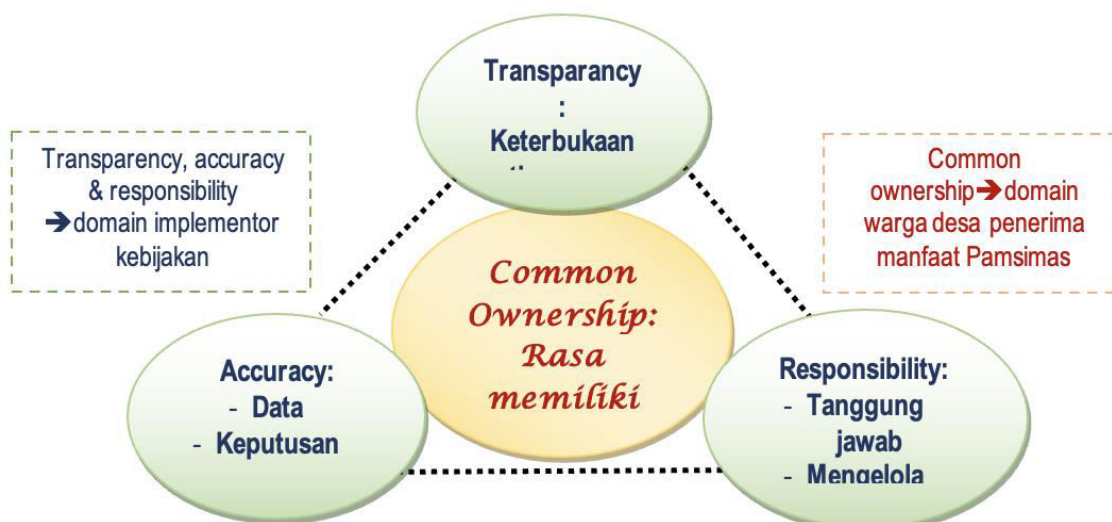 Transparancy
:
Keterbukaan
Transparency, accuracy
& responsibility
➔domain implementor
kebijakan
Common
ownership➔domain
warga desa penerima
manfaat Pamsimas
Common
Ownership:
Rasa
memiliki
Accuracy:
- Data
- Keputusan
Responsibility:
- Tanggung
jawab
- Mengelola